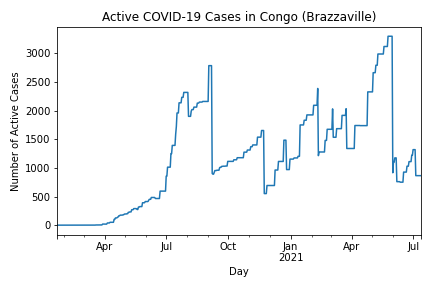 Active COVID-19 Cases in Congo (Brazzaville)
Number of Active Cases
3000
2500
2000
1500
1000
500
0
Apr Jul Oct Jan Apr Jul
2021
Day